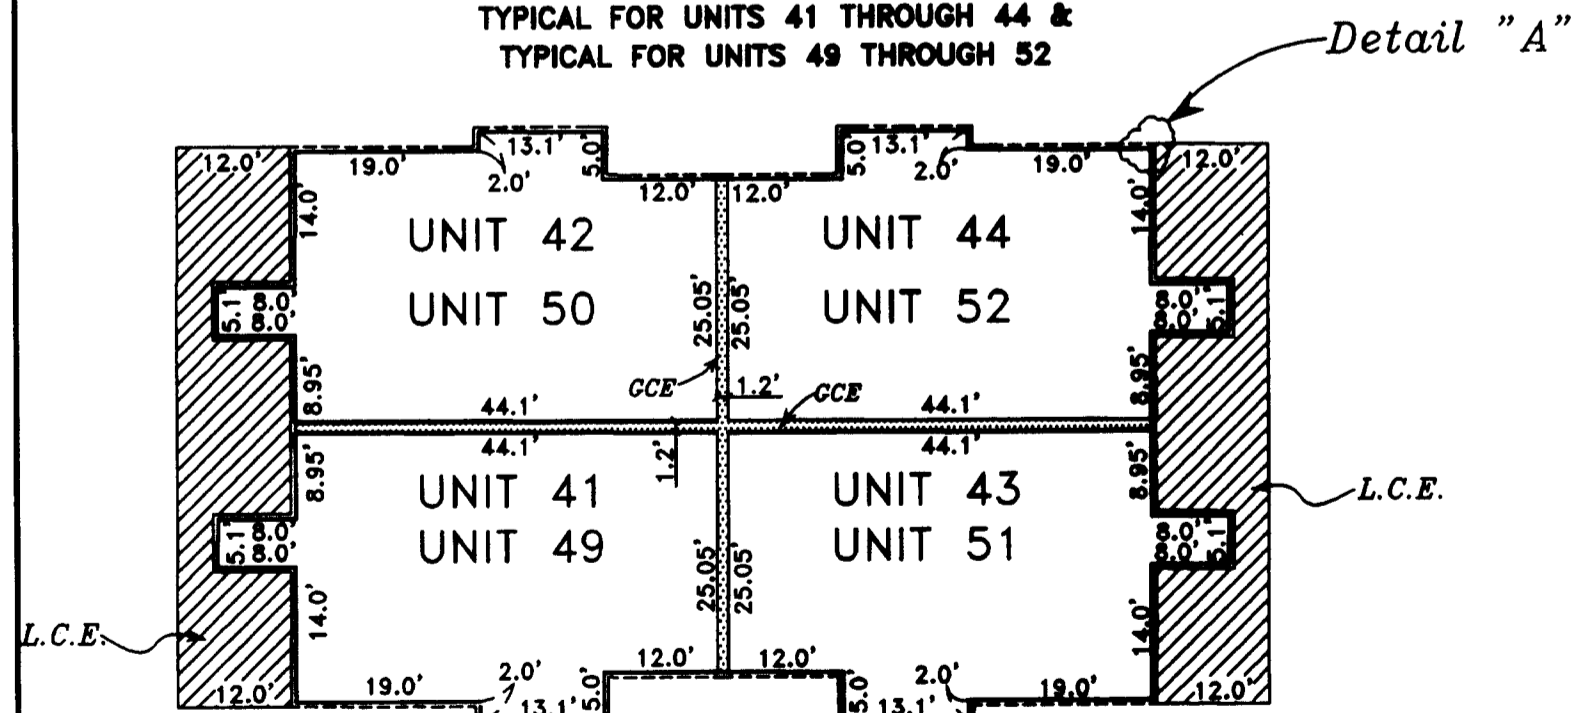 TYPICAL FOR UNITS 41 THROUGH 44 &
TYPICAL FOR UNITS 49 THROUGH 52
Detail "A"
13.1' 13.1'
12.0' 19.0' 2.0' 5.0' 12.0' 12.0' 5.0' 2.0' 19.0' 12.0'
14.0' 14.0'
UNIT 42 UNIT 44
UNIT 50 UNIT 52
5.1 8.0' 25.05' 25.05' 8.0' 5.1'
8.0' 8.0'
8.95' GCE 1.2' GCE 8.95'
44.1' 44.1'
44.1' 1.2' 44.1'
8.95' 8.95'
UNIT 41 UNIT 43
UNIT 49 UNIT 51
5.1' 8.0' 25.05' 25.05' 8.0' 5.1'
8.0' 8.0'
L.C.E.
14.0' 14.0'
L.C.E.
12.0' 19.0' 2.0' 5.0' 12.0' 12.0' 5.0' 2.0' 19.0' 12.0'
13.1' 13.1'